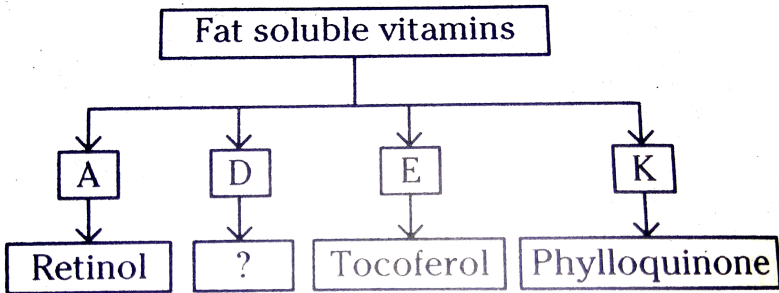 Fat soluble vitamins
A D E K
Retinol ? Tocoferol Phylloquinone